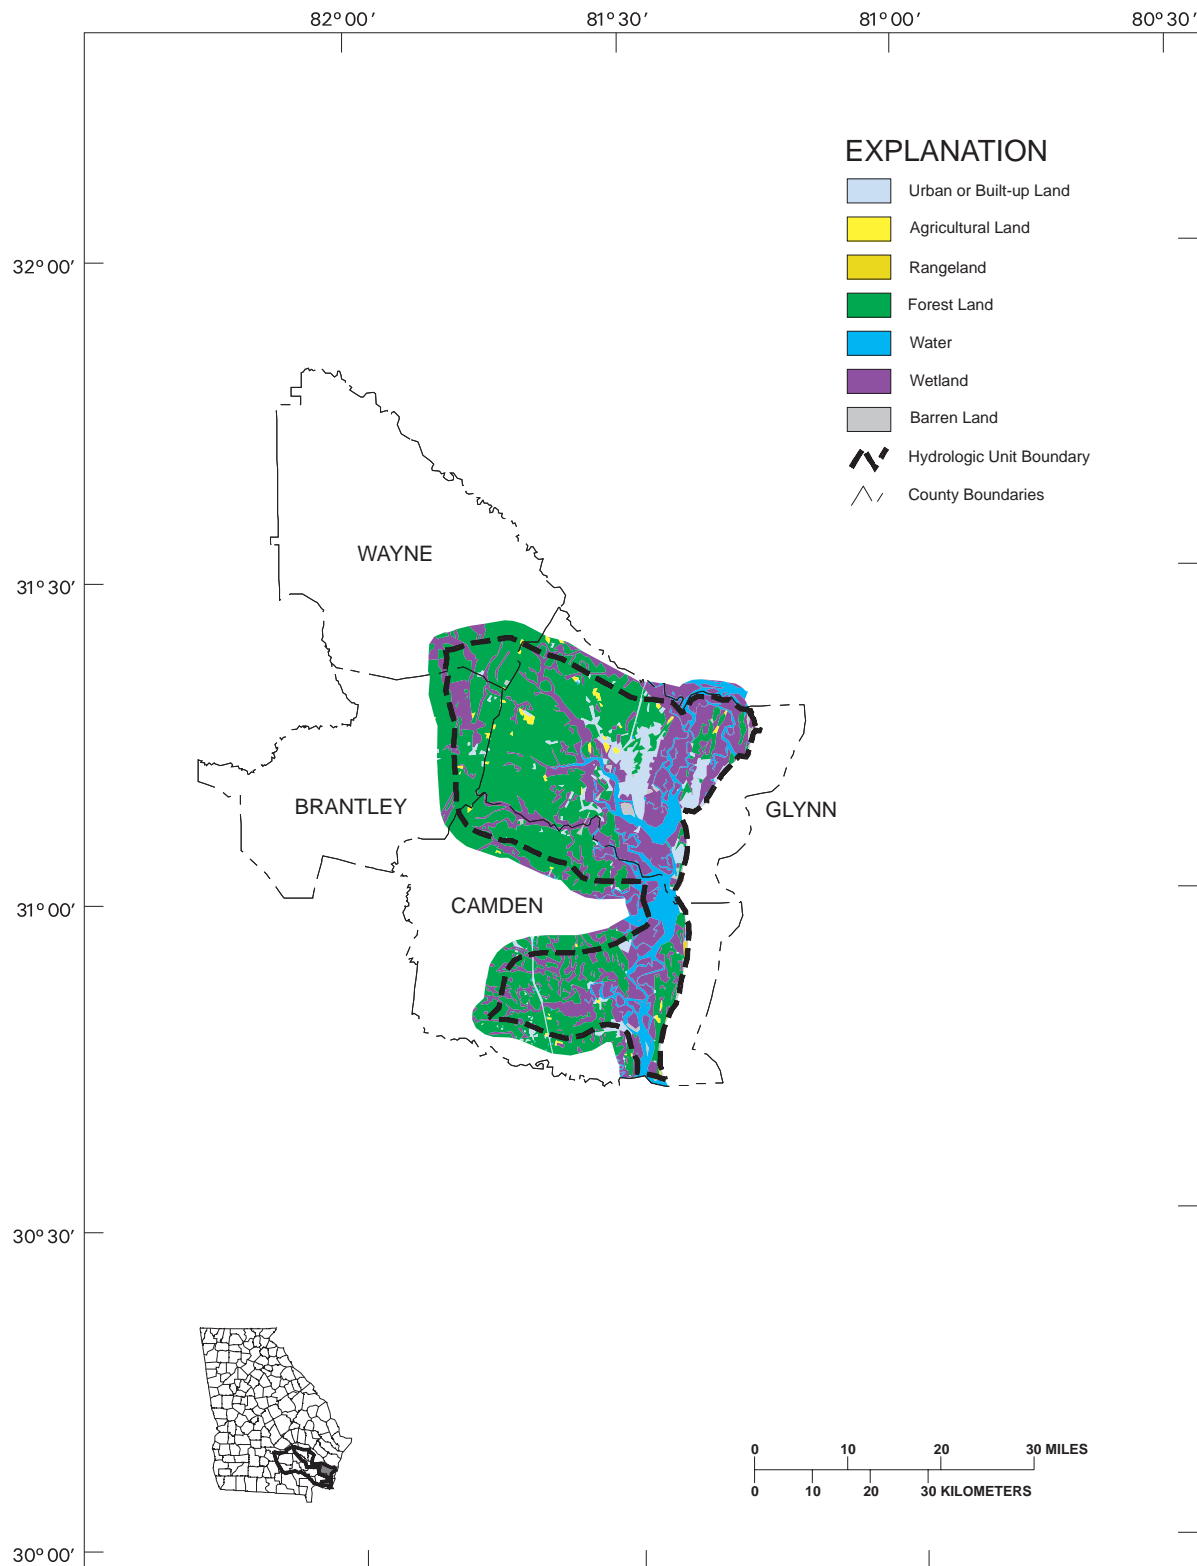 82° 00′ 81° 30′ 81° 00′ 80° 30′
EXPLANATION
Urban or Built-up Land
Agricultural Land
Rangeland
Forest Land
Water
Wetland
Barren Land
Hydrologic Unit Boundary
County Boundaries
32° 00′
WAYNE
31° 30′
BRANTLEY
GLYNN
31° 00′
CAMDEN
30° 30′
0 10 20 30 MILES
0 10 20 30 KILOMETERS
30° 00′